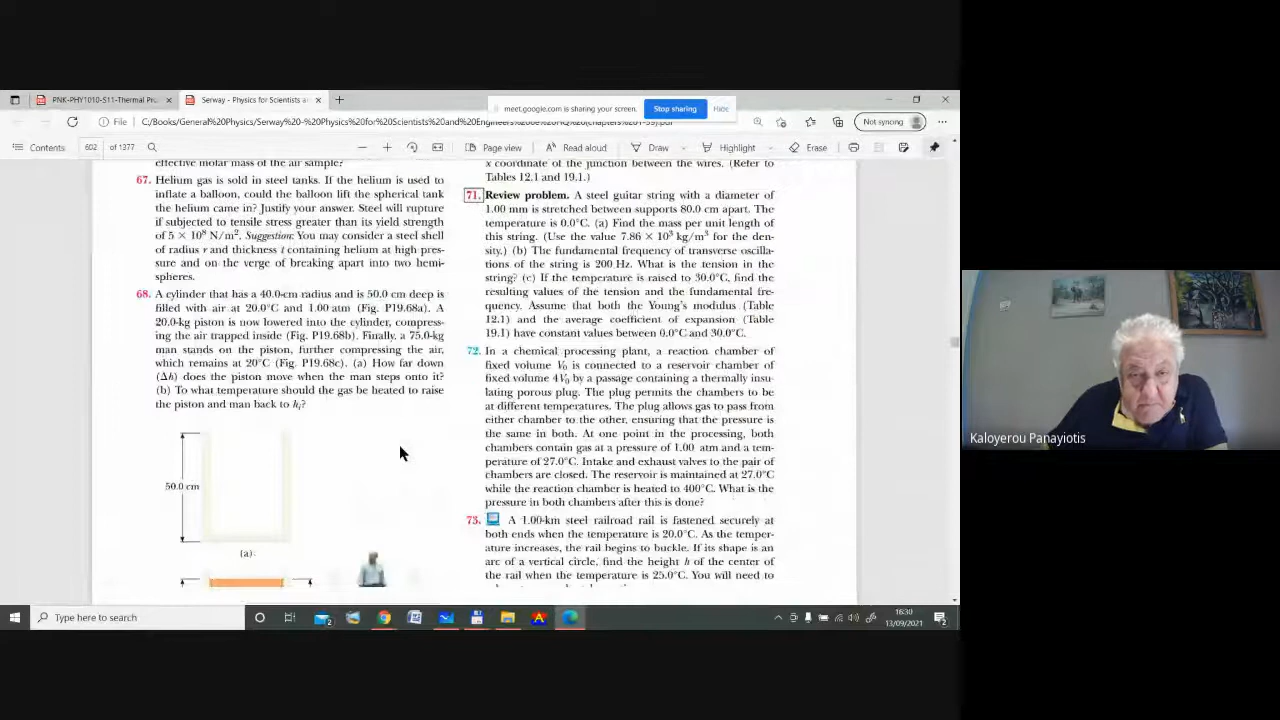 PNK-PHY1010-S11-Thermal Pro
Serway - Physics for Scientists a
meet.google.com is sharing your screen.
Stop sharing
Hide
File
C:/Books/General%20Physics/Serway%20-%20Physics%20for%20Scientists%20and%20Engineers%20
Not syncing
Contents
602
of 1377
Page view
Read aloud
Draw
Highlight
Erase
effective molar mass of the air sample?
67. Helium gas is sold in steel tanks. If the helium is used to
inflate a balloon, could the balloon lift the spherical tank
the helium came in? Justify your answer. Steel will rupture
if subjected to tensile stress greater than its yield strength
of 5 × 10⁸ N/m². Suggestion: You may consider a steel shell
of radius r and thickness t containing helium at high pres-
sure and on the verge of breaking apart into two hemi-
spheres.
68. A cylinder that has a 40.0-cm radius and is 50.0 cm deep is
filled with air at 20.0°C and 1.00 atm (Fig. P19.68a). A
20.0-kg piston is now lowered into the cylinder, compress-
ing the air trapped inside (Fig. P19.68b). Finally, a 75.0-kg
man stands on the piston, further compressing the air,
which remains at 20°C (Fig. P19.68c). (a) How far down
(Δh) does the piston move when the man steps onto it?
(b) To what temperature should the gas be heated to raise
the piston and man back to hᵢ?
50.0 cm
(a)
x coordinate of the junction between the wires. (Refer to
Tables 12.1 and 19.1.)
71. Review problem. A steel guitar string with a diameter of
1.00 mm is stretched between supports 80.0 cm apart. The
temperature is 0.0°C. (a) Find the mass per unit length of
this string. (Use the value 7.86 × 10³ kg/m³ for the den-
sity.) (b) The fundamental frequency of transverse oscilla-
tions of the string is 200 Hz. What is the tension in the
string? (c) If the temperature is raised to 30.0°C, find the
resulting values of the tension and the fundamental fre-
quency. Assume that both the Young's modulus (Table
12.1) and the average coefficient of expansion (Table
19.1) have constant values between 0.0°C and 30.0°C.
72. In a chemical processing plant, a reaction chamber of
fixed volume V₀ is connected to a reservoir chamber of
fixed volume 4V₀ by a passage containing a thermally insu-
lating porous plug. The plug permits the chambers to be
at different temperatures. The plug allows gas to pass from
either chamber to the other, ensuring that the pressure is
the same in both. At one point in the processing, both
chambers contain gas at a pressure of 1.00 atm and a tem-
perature of 27.0°C. Intake and exhaust valves to the pair of
chambers are closed. The reservoir is maintained at 27.0°C
while the reaction chamber is heated to 400°C. What is the
pressure in both chambers after this is done?
73. A 1.00-km steel railroad rail is fastened securely at
both ends when the temperature is 20.0°C. As the temper-
ature increases, the rail begins to buckle. If its shape is an
arc of a vertical circle, find the height h of the center of
the rail when the temperature is 25.0°C. You will need to
Kaloyerou Panayiotis
Type here to search
16:30
13/09/2021